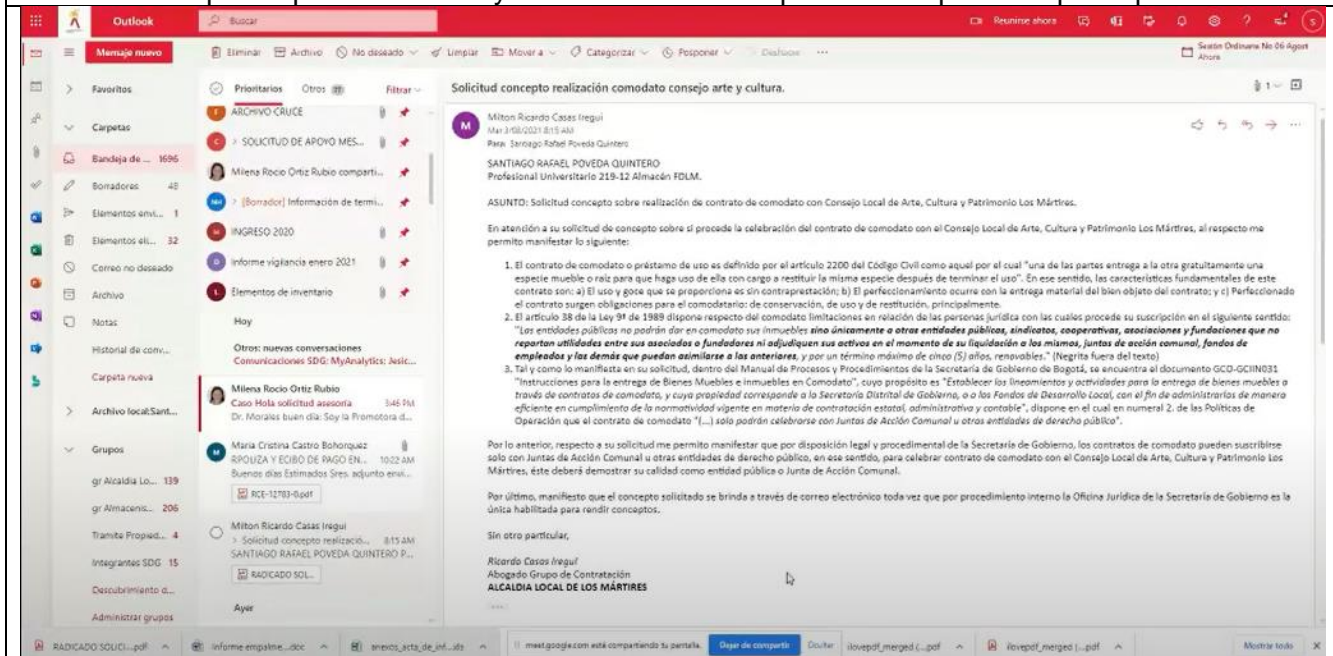 Outlook
Buscar
Reunirse ahora
Mensaje nuevo
Eliminar Archivo No deseado Limpiar Mover a Categorizar Posponer Deshacer ...
Sesión Ordinaria No 06 Agost
Ahora
Favoritos
Carpetas
Bandeja de ... 1696
Borradores 48
Elementos envi... 1
Elementos eli... 32
Correo no deseado
Archivo
Notas
Historial de conv...
Carpeta nueva
Archivo local:Sant...
Grupos
gr Alcaldia Lo... 139
gr Almacenis... 206
Tramite Propied... 4
Integrantes SDG 15
Descubrimiento d...
Administrar grupos
Prioritarios Otros Filtrar
ARCHIVO CRUCE
> SOLICITUD DE APOYO MES...
Milena Rocio Ortiz Rubio comparti...
> [Borrador] Información de termi...
INGRESO 2020
Informe vigilancia enero 2021
Elementos de inventario
Hoy
Otros: nuevas conversaciones
Comunicaciones SDG: MyAnalytics; Jesic...
Milena Rocio Ortiz Rubio
Caso Hola solicitud asesoria 3:46 PM
Dr. Morales buen día: Soy la Promotora d...
Maria Cristina Castro Bohorquez
RPOLIZA Y ECIBO DE PAGO EN... 10:22 AM
Buenos días Estimados Sres. adjunto envi...
RCE-12783-0.pdf
Milton Ricardo Casas Iregui
> Solicitud concepto realizació... 8:15 AM
SANTIAGO RAFAEL POVEDA QUINTERO P...
RADICADO SOL...
Ayer
Solicitud concepto realización comodato consejo arte y cultura.
1
M
Milton Ricardo Casas Iregui
Mar 3/08/2021 8:15 AM
Para: Santiago Rafael Poveda Quintero
SANTIAGO RAFAEL POVEDA QUINTERO
Profesional Universitario 219-12 Almacén FDLM.
ASUNTO: Solicitud concepto sobre realización de contrato de comodato con Consejo Local de Arte, Cultura y Patrimonio Los Mártires.
En atención a su solicitud de concepto sobre si procede la celebración del contrato de comodato con el Consejo Local de Arte, Cultura y Patrimonio Los Mártires, al respecto me
permito manifestar lo siguiente:
1. El contrato de comodato o préstamo de uso es definido por el artículo 2200 del Código Civil como aquel por el cual "una de las partes entrega a la otra gratuitamente una
especie mueble o raíz para que haga uso de ella con cargo a restituir la misma especie después de terminar el uso". En ese sentido, las características fundamentales de este
contrato son: a) El uso y goce que se proporciona es sin contraprestación; b) El perfeccionamiento ocurre con la entrega material del bien objeto del contrato; y c) Perfeccionado
el contrato surgen obligaciones para el comodatario: de conservación, de uso y de restitución, principalmente.
2. El artículo 38 de la Ley 9ª de 1989 dispone respecto del comodato limitaciones en relación de las personas jurídica con las cuales procede su suscripción en el siguiente sentido:
"Las entidades públicas no podrán dar en comodato sus inmuebles sino únicamente a otras entidades públicas, sindicatos, cooperativas, asociaciones y fundaciones que no
repartan utilidades entre sus asociados o fundadores ni adjudiquen sus activos en el momento de su liquidación a los mismos, juntas de acción comunal, fondos de
empleados y las demás que puedan asimilarse a las anteriores, y por un término máximo de cinco (5) años, renovables." (Negrita fuera del texto)
3. Tal y como lo manifiesta en su solicitud, dentro del Manual de Procesos y Procedimientos de la Secretaría de Gobierno de Bogotá, se encuentra el documento GCO-GCIIN031
"Instrucciones para la entrega de Bienes Muebles e inmuebles en Comodato", cuyo propósito es "Establecer los lineamientos y actividades para la entrega de bienes muebles a
través de contratos de comodato, y cuya propiedad corresponde a la Secretaría Distrital de Gobierno, o a los Fondos de Desarrollo Local, con el fin de administrarlos de manera
eficiente en cumplimiento de la normatividad vigente en materia de contratación estatal, administrativa y contable", dispone en el cual en numeral 2. de las Políticas de
Operación que el contrato de comodato "(...) solo podrán celebrarse con Juntas de Acción Comunal u otras entidades de derecho público".
Por lo anterior, respecto a su solicitud me permito manifestar que por disposición legal y procedimental de la Secretaría de Gobierno, los contratos de comodato pueden suscribirse
solo con Juntas de Acción Comunal u otras entidades de derecho público, en ese sentido, para celebrar contrato de comodato con el Consejo Local de Arte, Cultura y Patrimonio Los
Mártires, éste deberá demostrar su calidad como entidad pública o Junta de Acción Comunal.
Por último, manifiesto que el concepto solicitado se brinda a través de correo electrónico toda vez que por procedimiento interno la Oficina Jurídica de la Secretaría de Gobierno es la
única habilitada para rendir conceptos.
Sin otro particular,
Ricardo Casas Iregui
Abogado Grupo de Contratación
ALCALDIA LOCAL DE LOS MÁRTIRES
RADICADO SOLICI....pdf informe empalme....doc anexos_acta_de_inf....xls meet.google.com está compartiendo tu pantalla. Dejar de compartir Ocultar ilovepdf_merged (....pdf ilovepdf_merged (....pdf Mostrar todo X